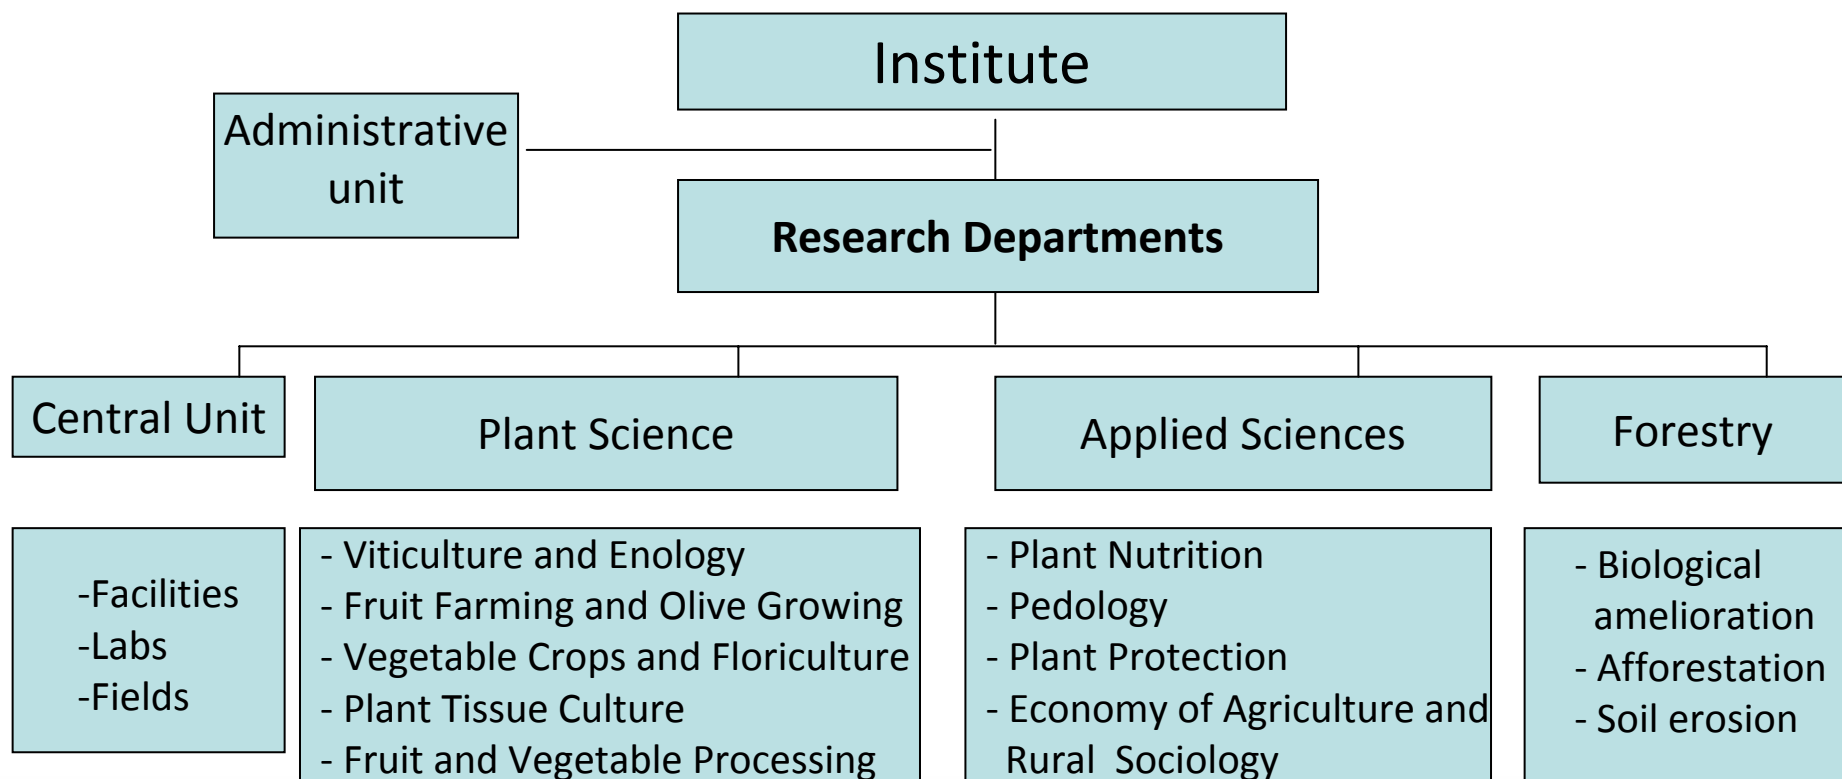 Institute
Administrative
unit
Research Departments
Central Unit
Plant Science
Applied Sciences
Forestry
-Facilities
-Labs
-Fields
- Viticulture and Enology
- Fruit Farming and Olive Growing
- Vegetable Crops and Floriculture
- Plant Tissue Culture
- Fruit and Vegetable Processing
- Plant Nutrition
- Pedology
- Plant Protection
- Economy of Agriculture and
Rural  Sociology
- Biological
amelioration
- Afforestation
- Soil erosion